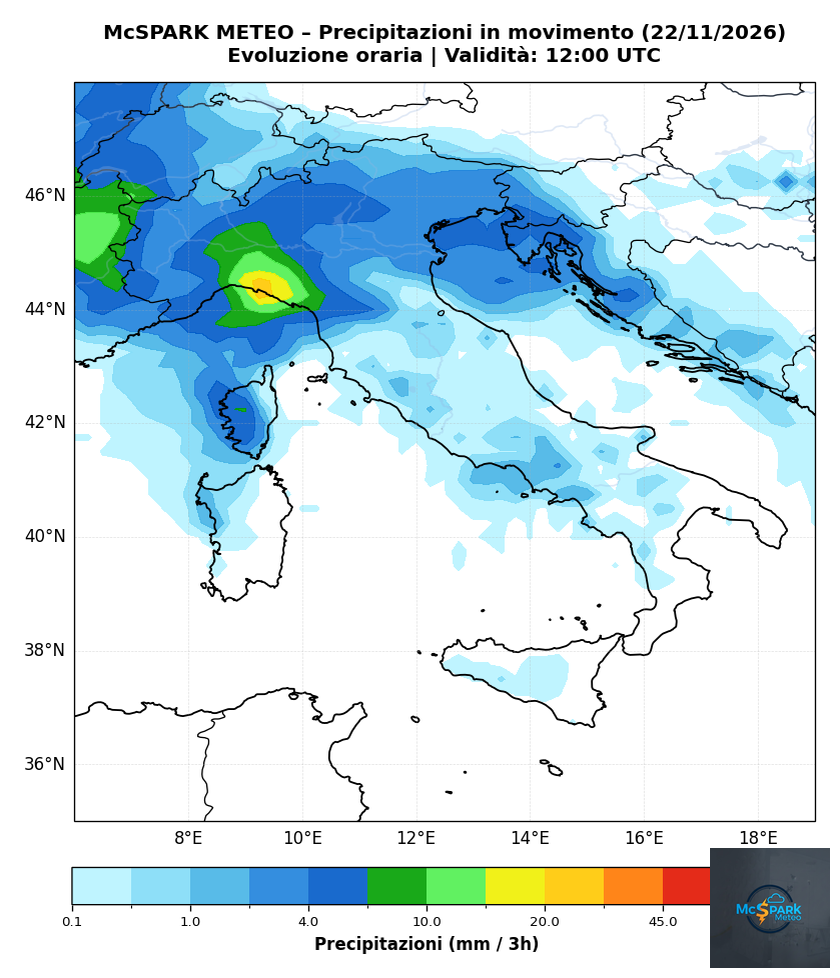 McSPARK METEO – Precipitazioni in movimento (22/11/2026)
Evoluzione oraria | Validità: 12:00 UTC
46°N
44°N
42°N
40°N
38°N
36°N
8°E 10°E 12°E 14°E 16°E 18°E
0.1 1.0 4.0 10.0 20.0 45.0
Precipitazioni (mm / 3h)
McSPARK
Meteo